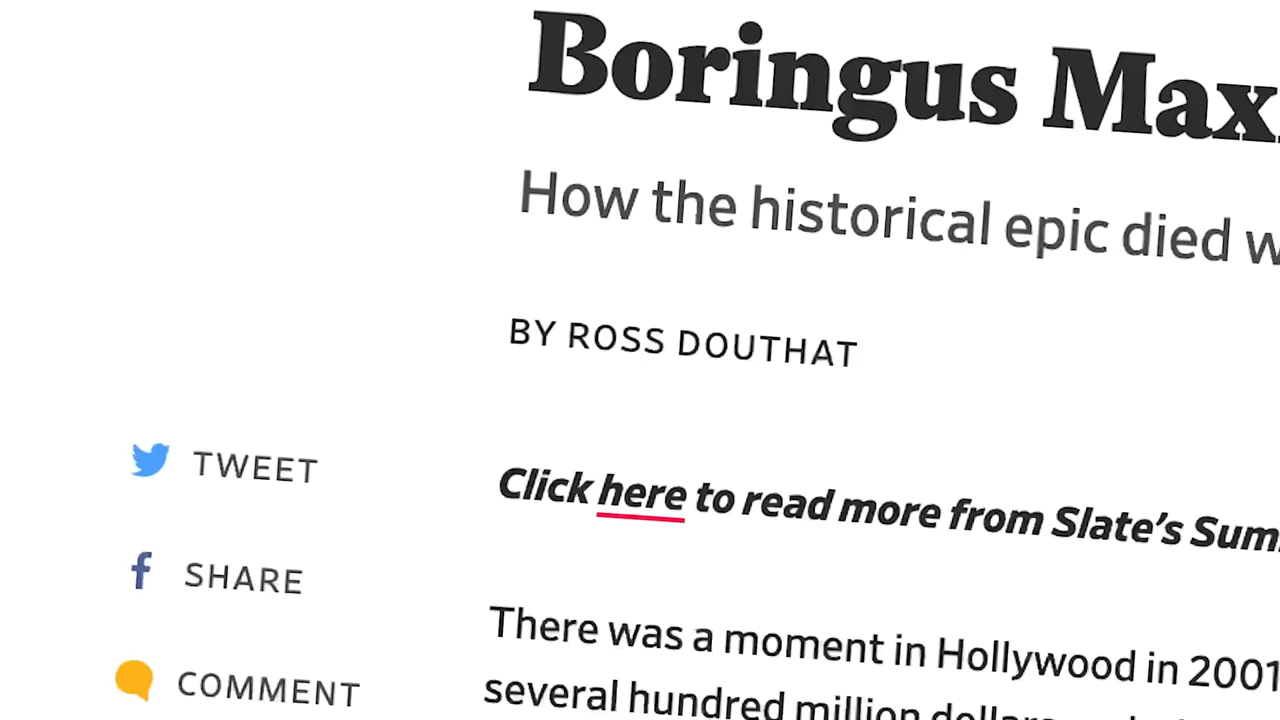 Boringus Max
How the historical epic died w
BY ROSS DOUTHAT
TWEET
Click here to read more from Slate's Sum
SHARE
There was a moment in Hollywood in 2001
COMMENT
several hundred million